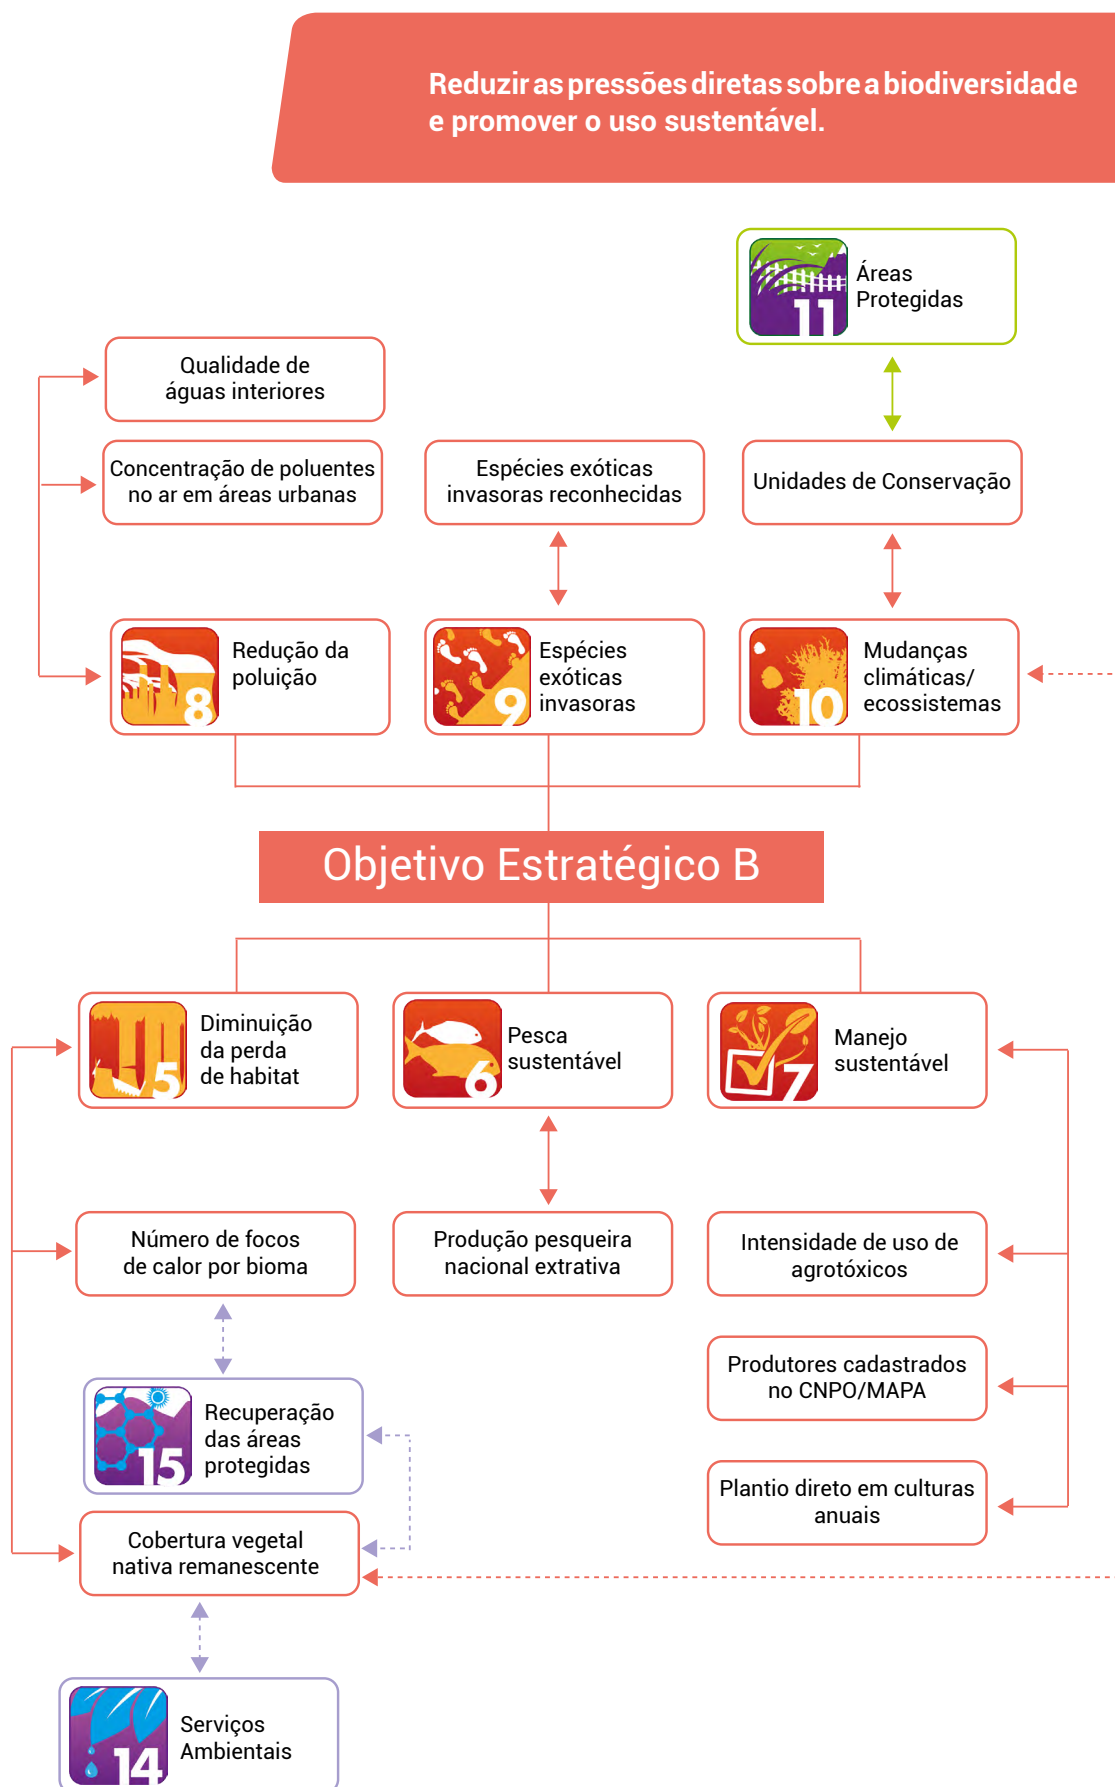 Reduzir as pressões diretas sobre a biodiversidade
e promover o uso sustentável.
11
Áreas
Protegidas
Qualidade de
águas interiores
Concentração de poluentes
no ar em áreas urbanas
Espécies exóticas
invasoras reconhecidas
Unidades de Conservação
8
Redução da
poluição
9
Espécies
exóticas
invasoras
10
Mudanças
climáticas/
ecossistemas
Objetivo Estratégico B
5
Diminuição
da perda
de habitat
6
Pesca
sustentável
7
Manejo
sustentável
Número de focos
de calor por bioma
Produção pesqueira
nacional extrativa
Intensidade de uso de
agrotóxicos
Produtores cadastrados
no CNPO/MAPA
15
Recuperação
das áreas
protegidas
Plantio direto em culturas
anuais
Cobertura vegetal
nativa remanescente
14
Serviços
Ambientais